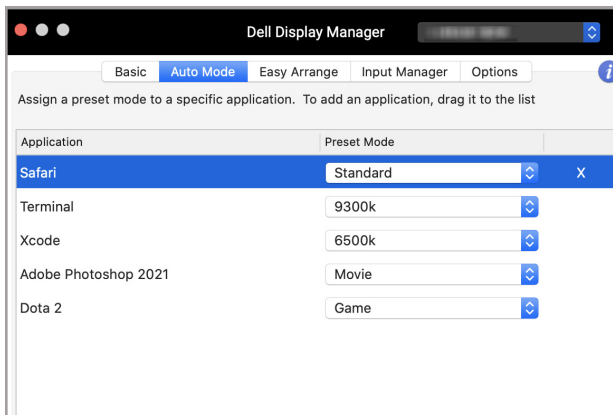 Dell Display Manager
Basic Auto Mode Easy Arrange Input Manager Options i
Assign a preset mode to a specific application. To add an application, drag it to the list
Application Preset Mode
Safari Standard X
Terminal 9300k
Xcode 6500k
Adobe Photoshop 2021 Movie
Dota 2 Game